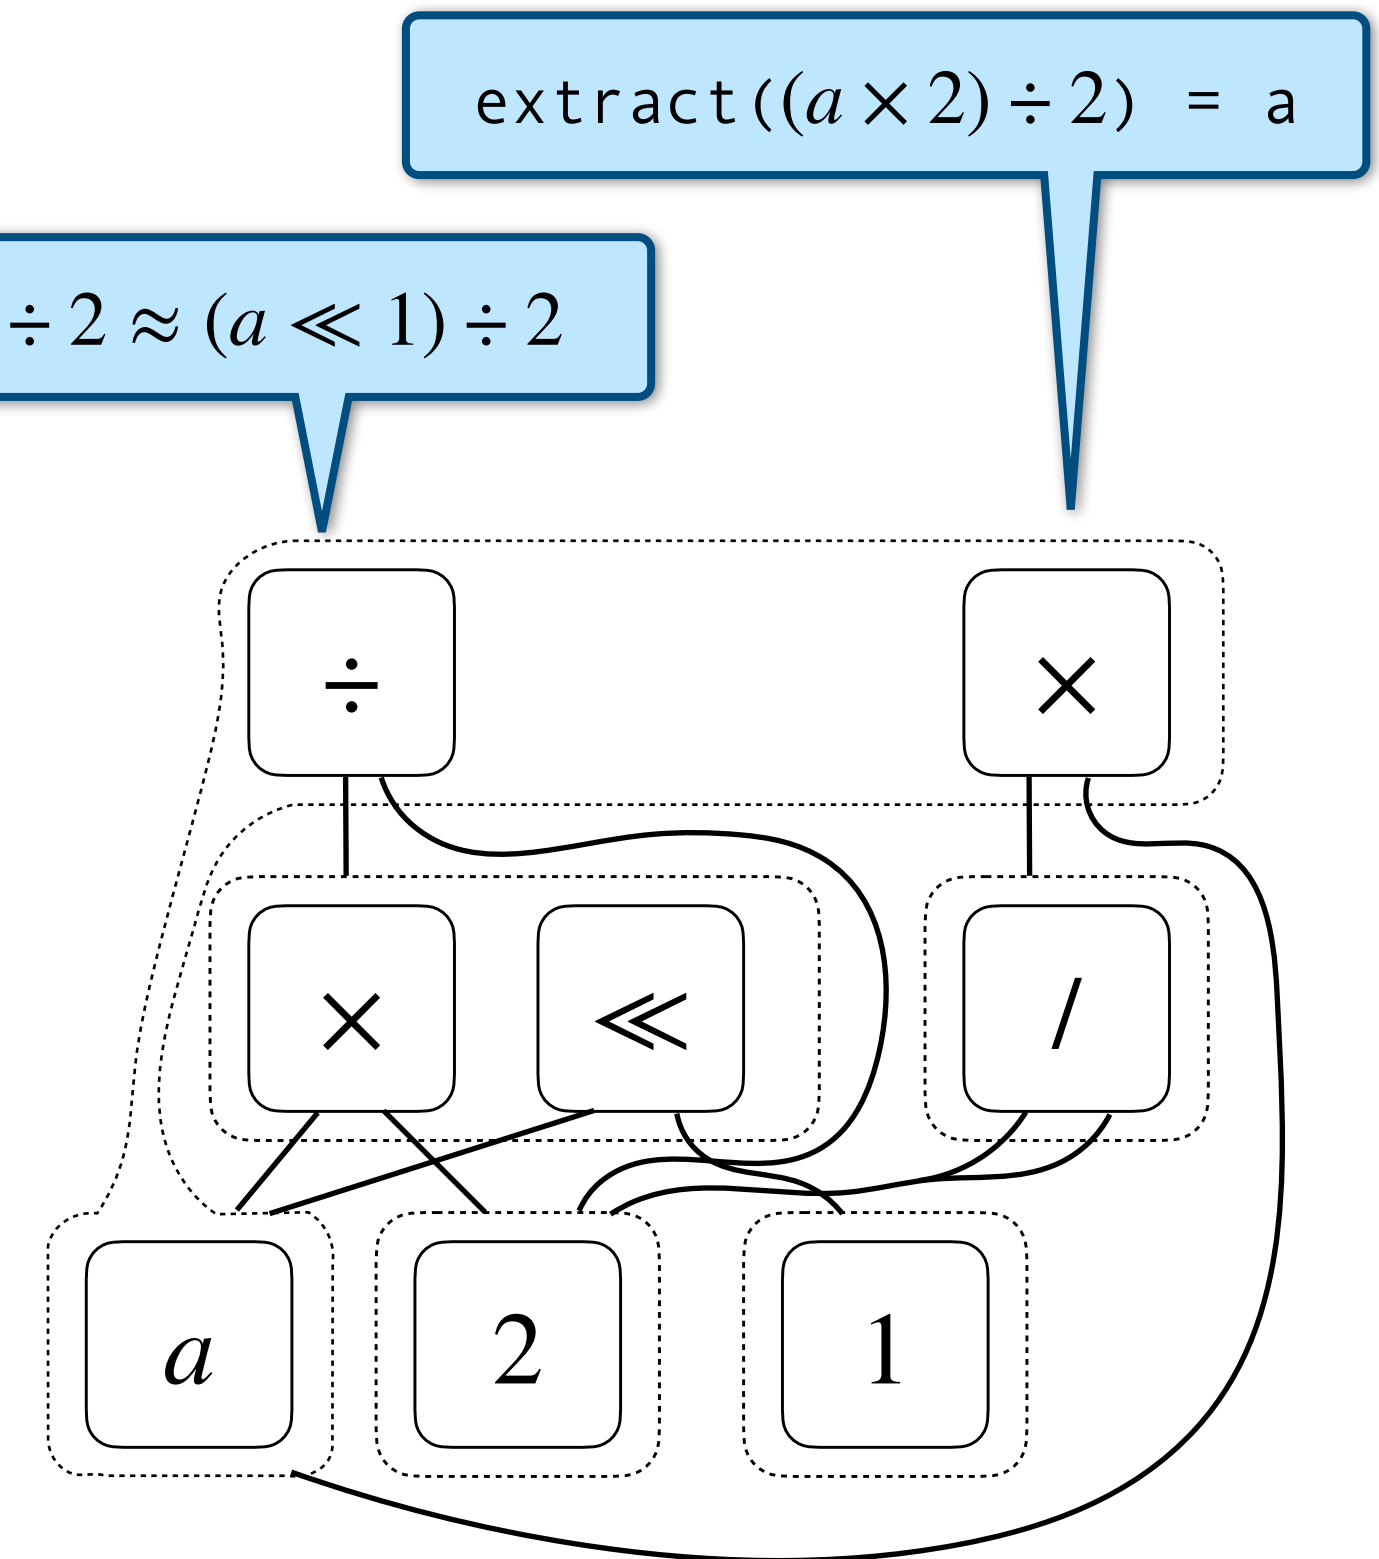 extract((a × 2) ÷ 2) = a
÷ 2 ≈ (a ≪ 1) ÷ 2
÷ ×
× ≪ /
a 2 1